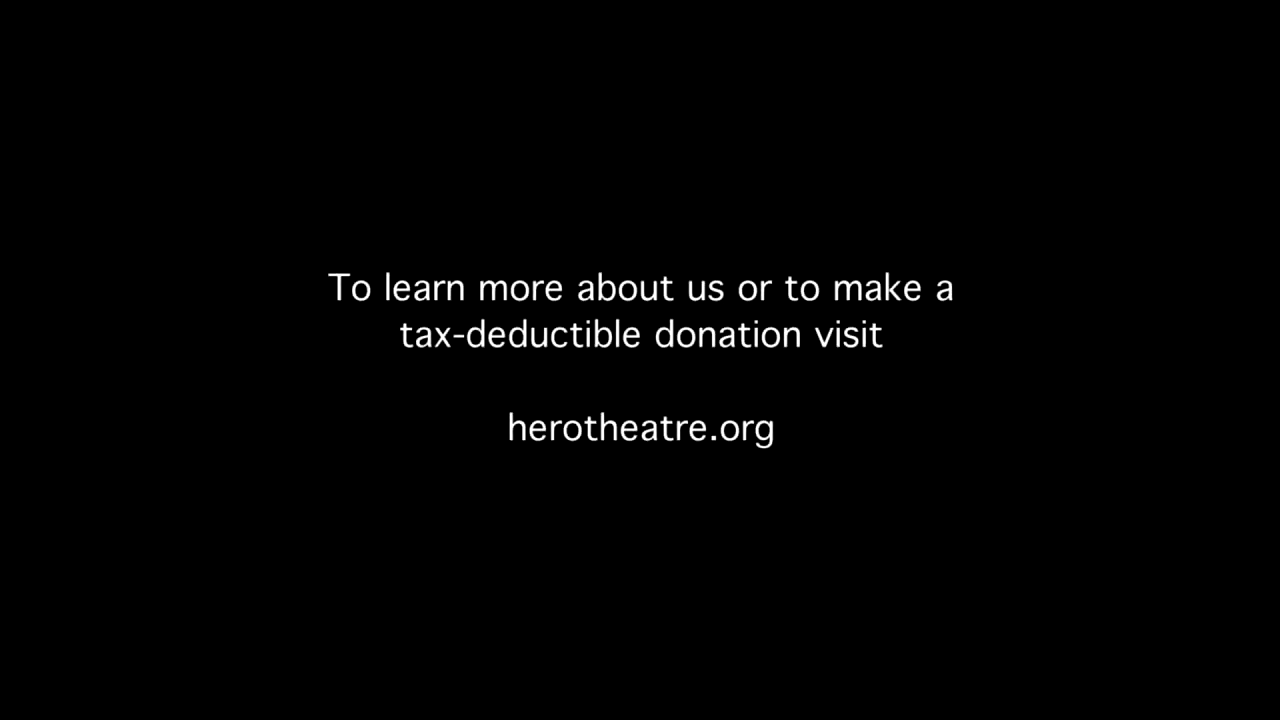 To learn more about us or to make a
tax-deductible donation visit
herotheatre.org